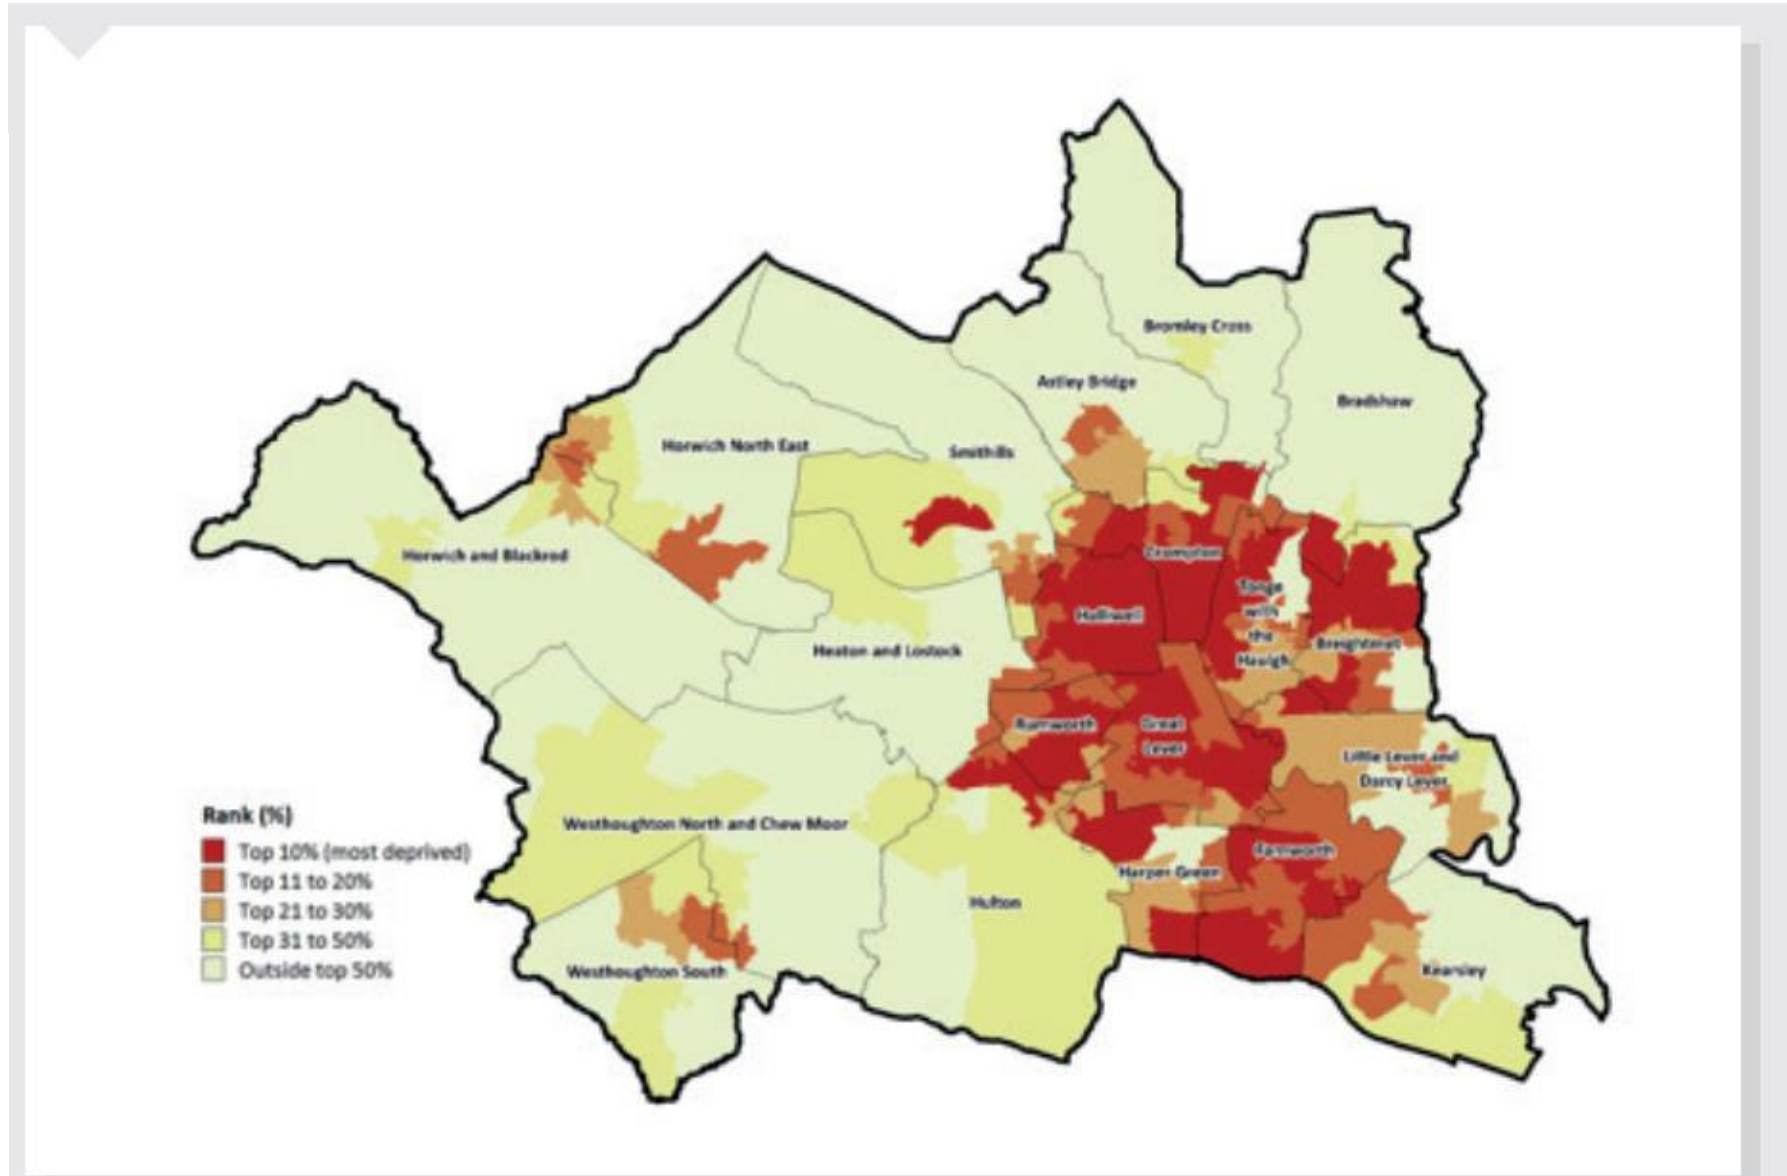 Bromley Cross
Astley Bridge
Bradshaw
Horwich North East
Smithills
Horwich and Blackrod
Crompton
Tonge
with
the
Haulgh
Halliwell
Breightmet
Heaton and Lostock
Rumworth
Great
Lever
Little Lever and
Darcy Lever
Westhoughton North and Chew Moor
Farnworth
Harper Green
Hulton
Westhoughton South
Kearsley
Rank (%)
Top 10% (most deprived)
Top 11 to 20%
Top 21 to 30%
Top 31 to 50%
Outside top 50%